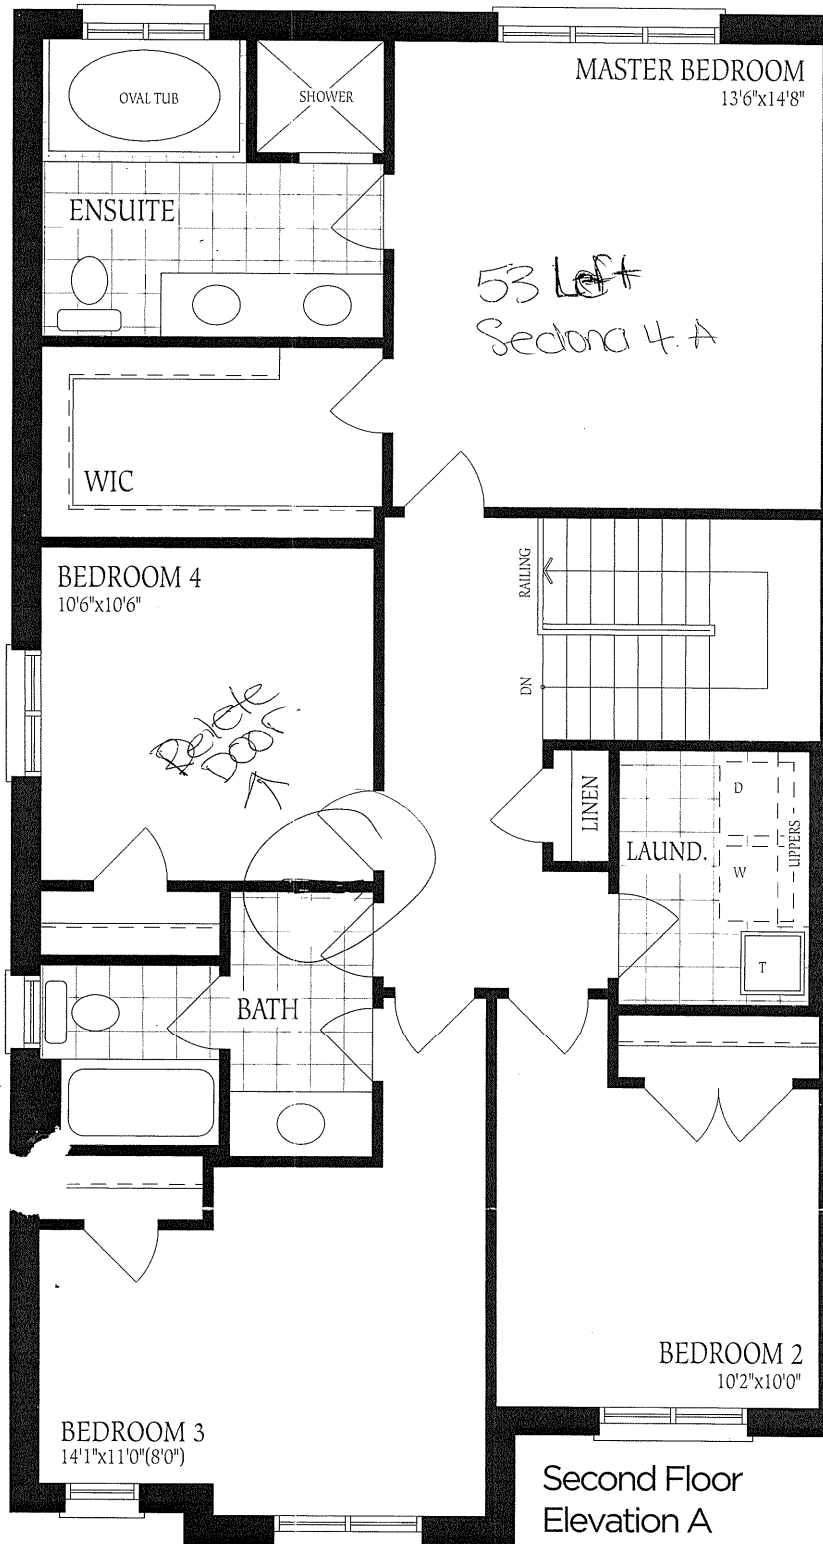 MASTER BEDROOM
13'6"x14'8"
OVAL TUB
SHOWER
ENSUITE
53 Left
Sedona 4. A
WIC
BEDROOM 4
10'6"x10'6"
RAILING
DN
LINEN
LAUND.
D
W
UPPERS
T
BATH
BEDROOM 2
10'2"x10'0"
BEDROOM 3
14'1"x11'0"(8'0")
Second Floor
Elevation A